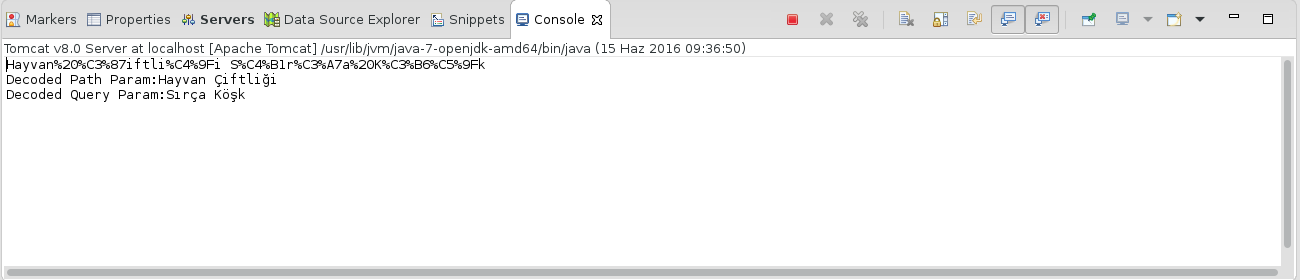 Markers Properties Servers Data Source Explorer Snippets Console
Tomcat v8.0 Server at localhost [Apache Tomcat] /usr/lib/jvm/java-7-openjdk-amd64/bin/java (15 Haz 2016 09:36:50)
Hayvan%20%C3%87iftli%C4%9Fi S%C4%B1r%C3%A7a%20K%C3%B6%C5%9Fk
Decoded Path Param:Hayvan Çiftliği
Decoded Query Param:Sırça Köşk